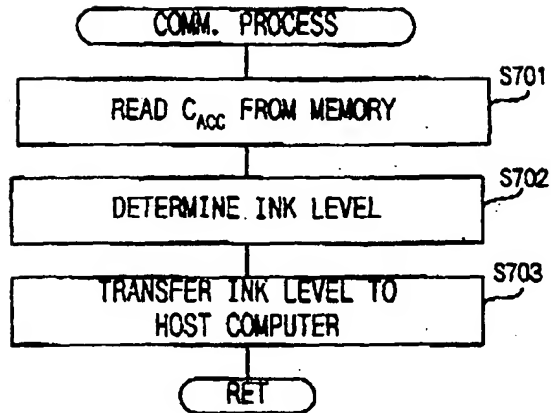 COMM. PROCESS
S701
READ C_ACC FROM MEMORY
S702
DETERMINE INK LEVEL
S703
TRANSFER INK LEVEL TO
HOST COMPUTER
RET